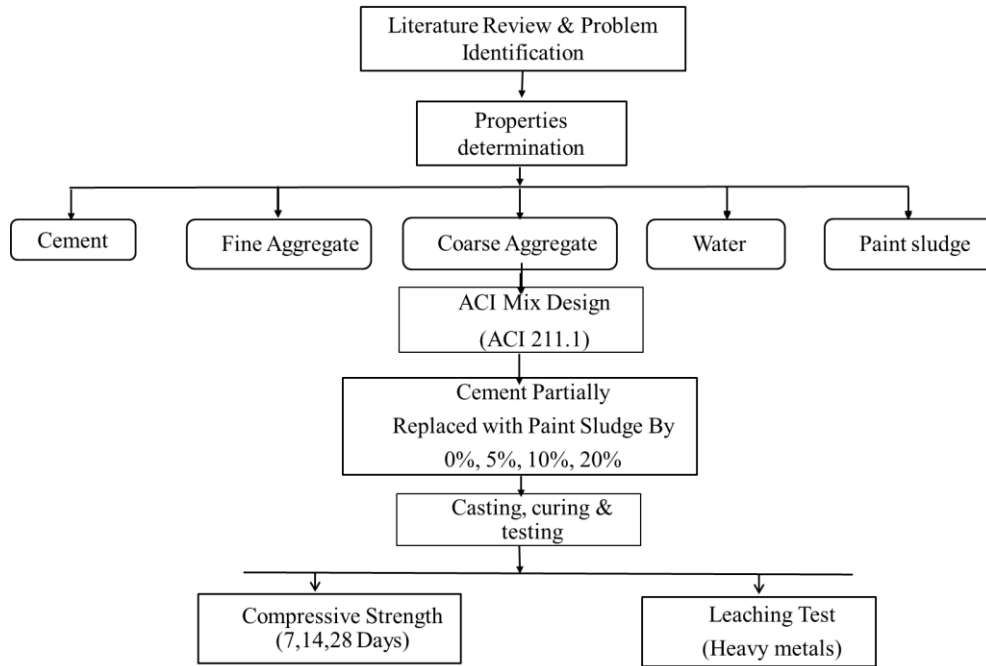 Literature Review & Problem
Identification
Properties
determination
Cement
Fine Aggregate
Coarse Aggregate
Water
Paint sludge
ACI Mix Design
(ACI 211.1)
Cement Partially
Replaced with Paint Sludge By
0%, 5%, 10%, 20%
Casting, curing &
testing
Compressive Strength
(7,14,28 Days)
Leaching Test
(Heavy metals)